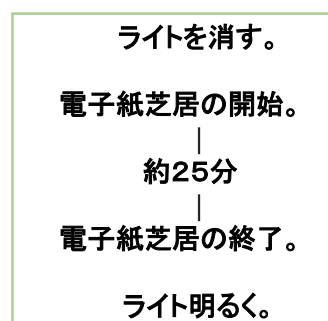 ライトを消す。
電子紙芝居の開始。
|
約２５分
|
電子紙芝居の終了。
ライト明るく。